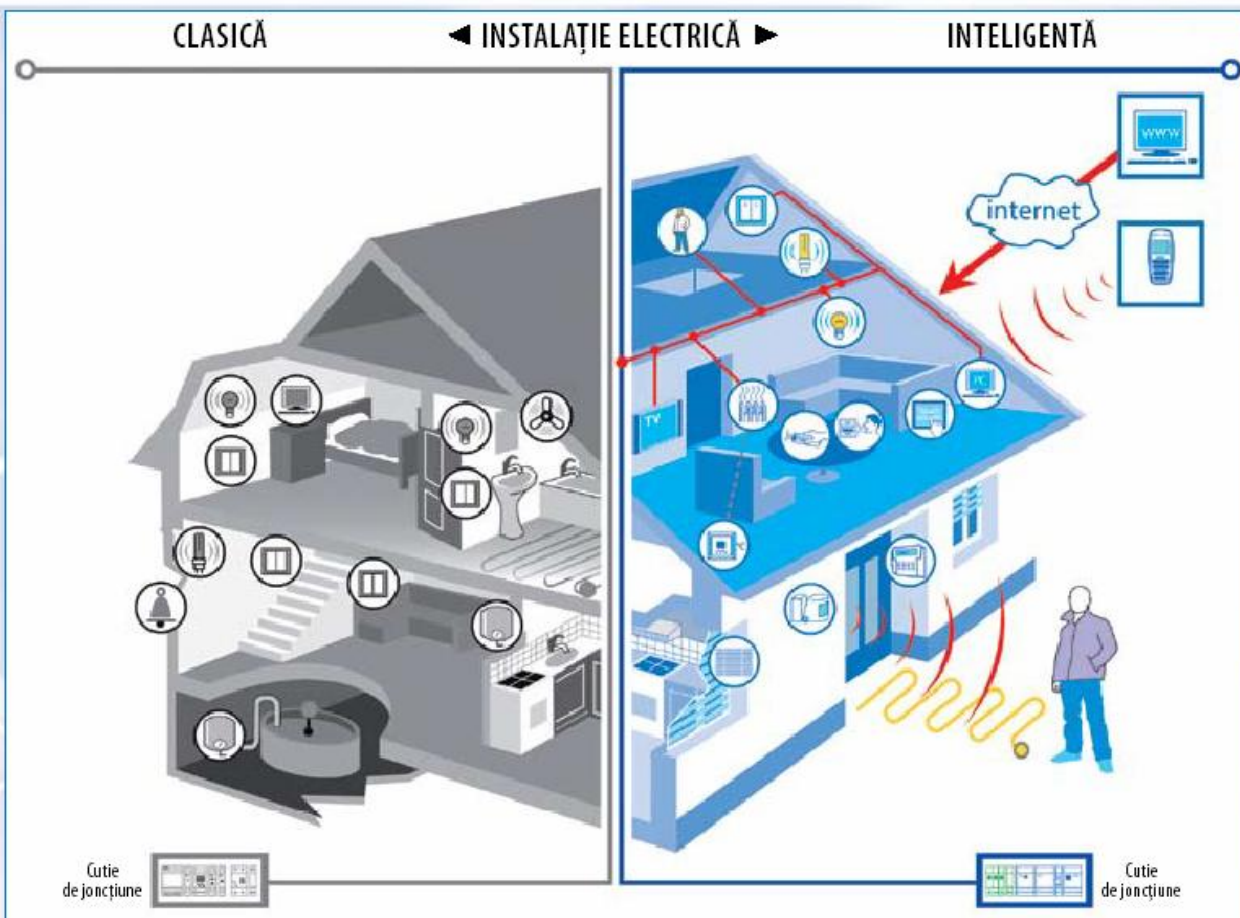 CLASICĂ ◄ INSTALAȚIE ELECTRICĂ ► INTELIGENTĂ
www
internet
PC
TV
Cutie
de joncțiune
Cutie
de joncțiune